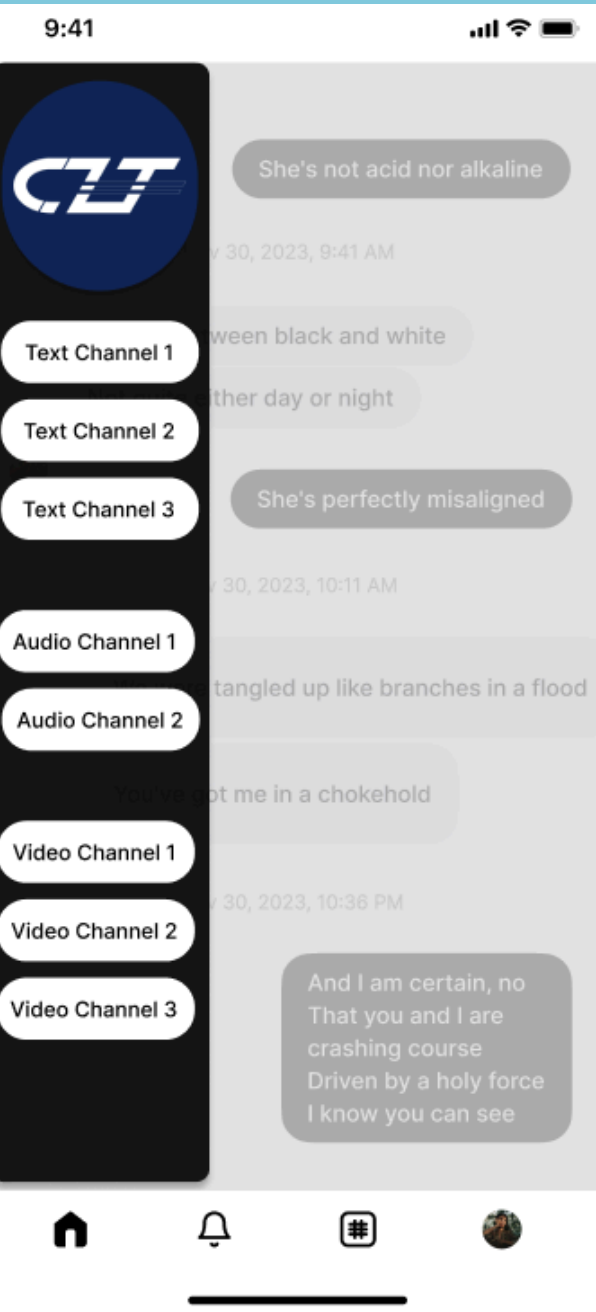 9:41
CLT
Text Channel 1
Text Channel 2
Text Channel 3
Audio Channel 1
Audio Channel 2
Video Channel 1
Video Channel 2
Video Channel 3
She's not acid nor alkaline
30, 2023, 9:41 AM
black and white
either day or night
She's perfectly misaligned
30, 2023, 10:11 AM
We were tangled up like branches in a flood
You've got me in a chokehold
30, 2023, 10:36 PM
And I am certain, no
That you and I are
crashing course
Driven by a holy force
I know you can see